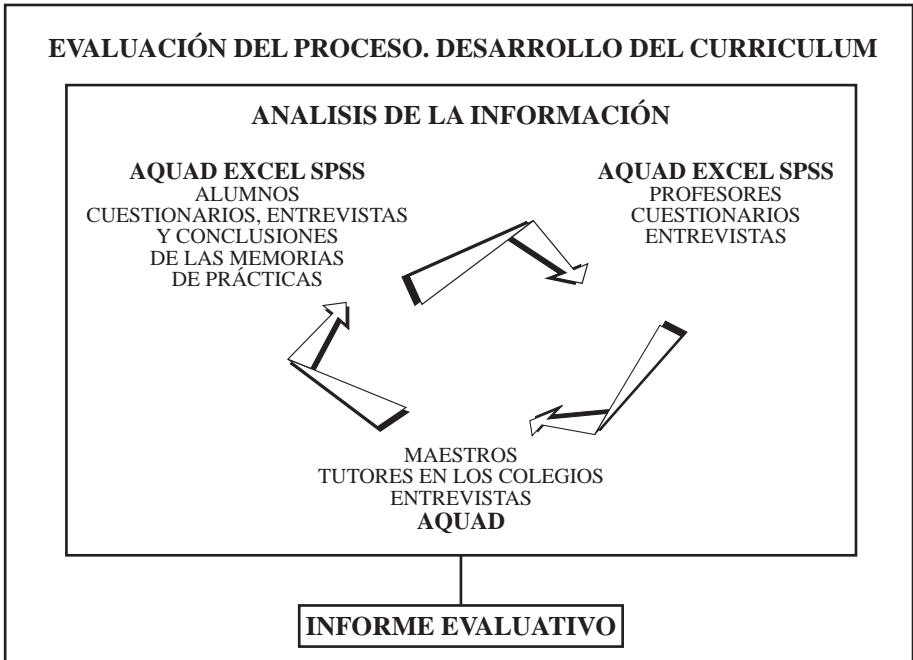 EVALUACIÓN DEL PROCESO. DESARROLLO DEL CURRICULUM
ANALISIS DE LA INFORMACIÓN
AQUAD EXCEL SPSS
ALUMNOS
CUESTIONARIOS, ENTREVISTAS
Y CONCLUSIONES
DE LAS MEMORIAS
DE PRÁCTICAS
AQUAD EXCEL SPSS
PROFESORES
CUESTIONARIOS
ENTREVISTAS
MAESTROS
TUTORES EN LOS COLEGIOS
ENTREVISTAS
AQUAD
INFORME EVALUATIVO